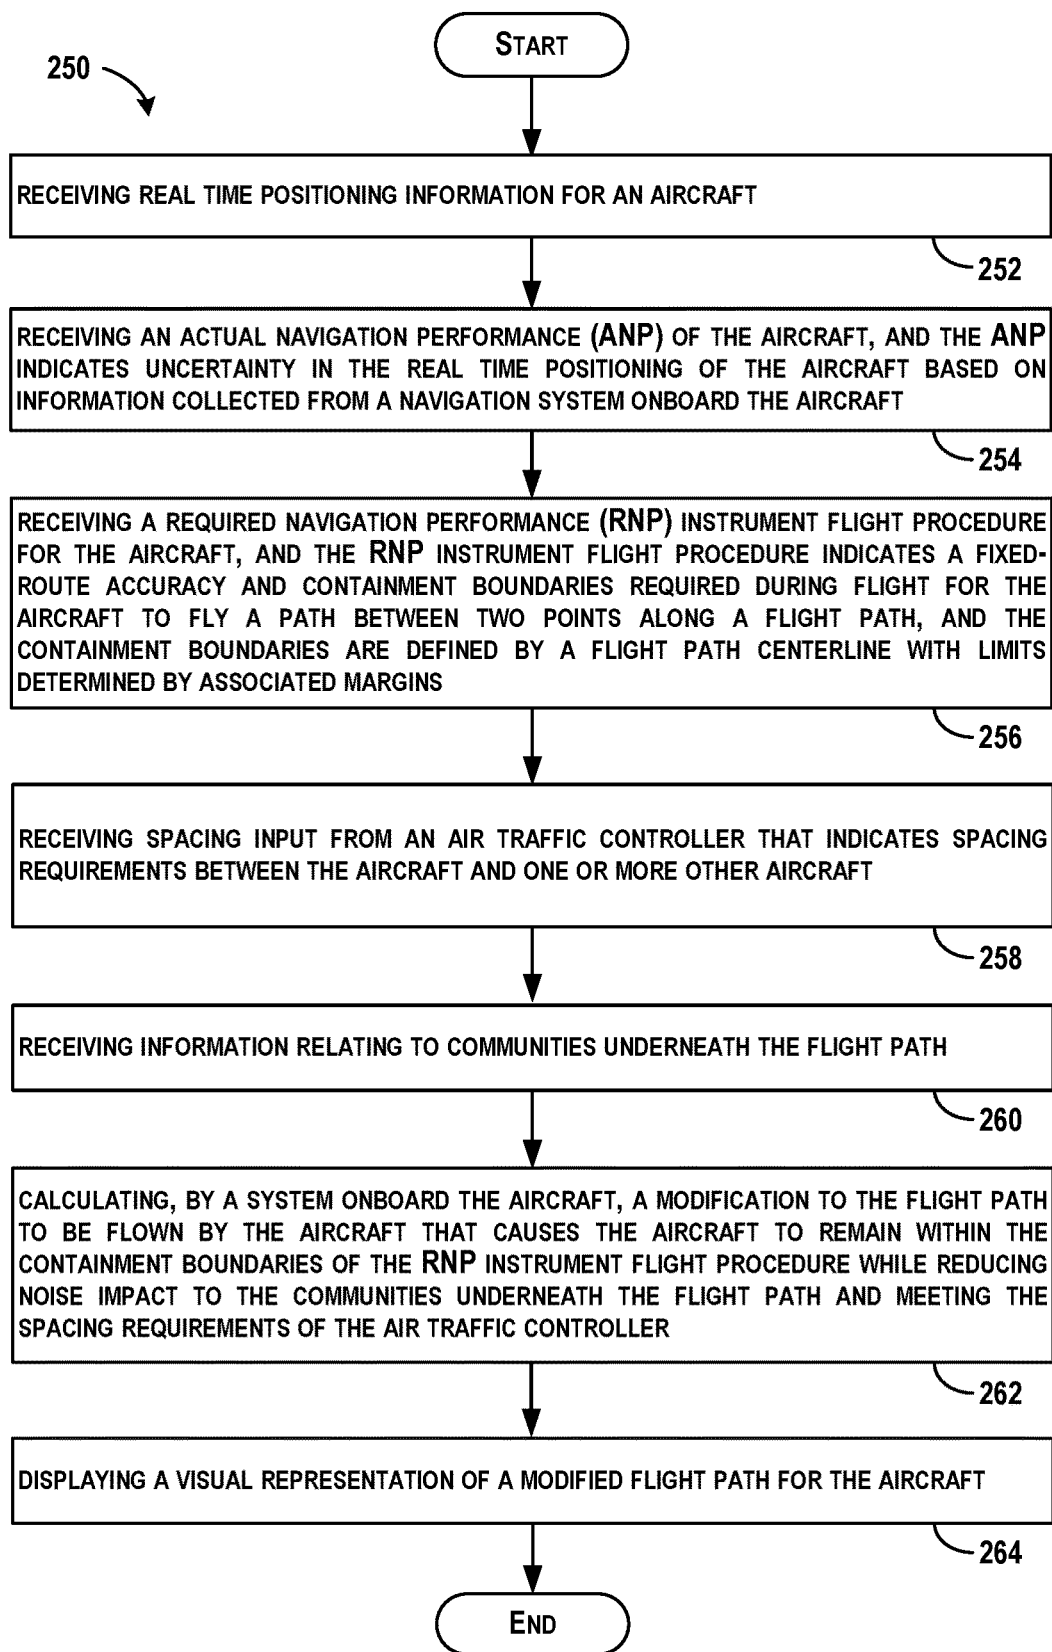 START
250
RECEIVING REAL TIME POSITIONING INFORMATION FOR AN AIRCRAFT
252
RECEIVING AN ACTUAL NAVIGATION PERFORMANCE (ANP) OF THE AIRCRAFT, AND THE ANP
INDICATES UNCERTAINTY IN THE REAL TIME POSITIONING OF THE AIRCRAFT BASED ON
INFORMATION COLLECTED FROM A NAVIGATION SYSTEM ONBOARD THE AIRCRAFT
254
RECEIVING A REQUIRED NAVIGATION PERFORMANCE (RNP) INSTRUMENT FLIGHT PROCEDURE
FOR THE AIRCRAFT, AND THE RNP INSTRUMENT FLIGHT PROCEDURE INDICATES A FIXED-
ROUTE ACCURACY AND CONTAINMENT BOUNDARIES REQUIRED DURING FLIGHT FOR THE
AIRCRAFT TO FLY A PATH BETWEEN TWO POINTS ALONG A FLIGHT PATH, AND THE
CONTAINMENT BOUNDARIES ARE DEFINED BY A FLIGHT PATH CENTERLINE WITH LIMITS
DETERMINED BY ASSOCIATED MARGINS
256
RECEIVING SPACING INPUT FROM AN AIR TRAFFIC CONTROLLER THAT INDICATES SPACING
REQUIREMENTS BETWEEN THE AIRCRAFT AND ONE OR MORE OTHER AIRCRAFT
258
RECEIVING INFORMATION RELATING TO COMMUNITIES UNDERNEATH THE FLIGHT PATH
260
CALCULATING, BY A SYSTEM ONBOARD THE AIRCRAFT, A MODIFICATION TO THE FLIGHT PATH
TO BE FLOWN BY THE AIRCRAFT THAT CAUSES THE AIRCRAFT TO REMAIN WITHIN THE
CONTAINMENT BOUNDARIES OF THE RNP INSTRUMENT FLIGHT PROCEDURE WHILE REDUCING
NOISE IMPACT TO THE COMMUNITIES UNDERNEATH THE FLIGHT PATH AND MEETING THE
SPACING REQUIREMENTS OF THE AIR TRAFFIC CONTROLLER
262
DISPLAYING A VISUAL REPRESENTATION OF A MODIFIED FLIGHT PATH FOR THE AIRCRAFT
264
END